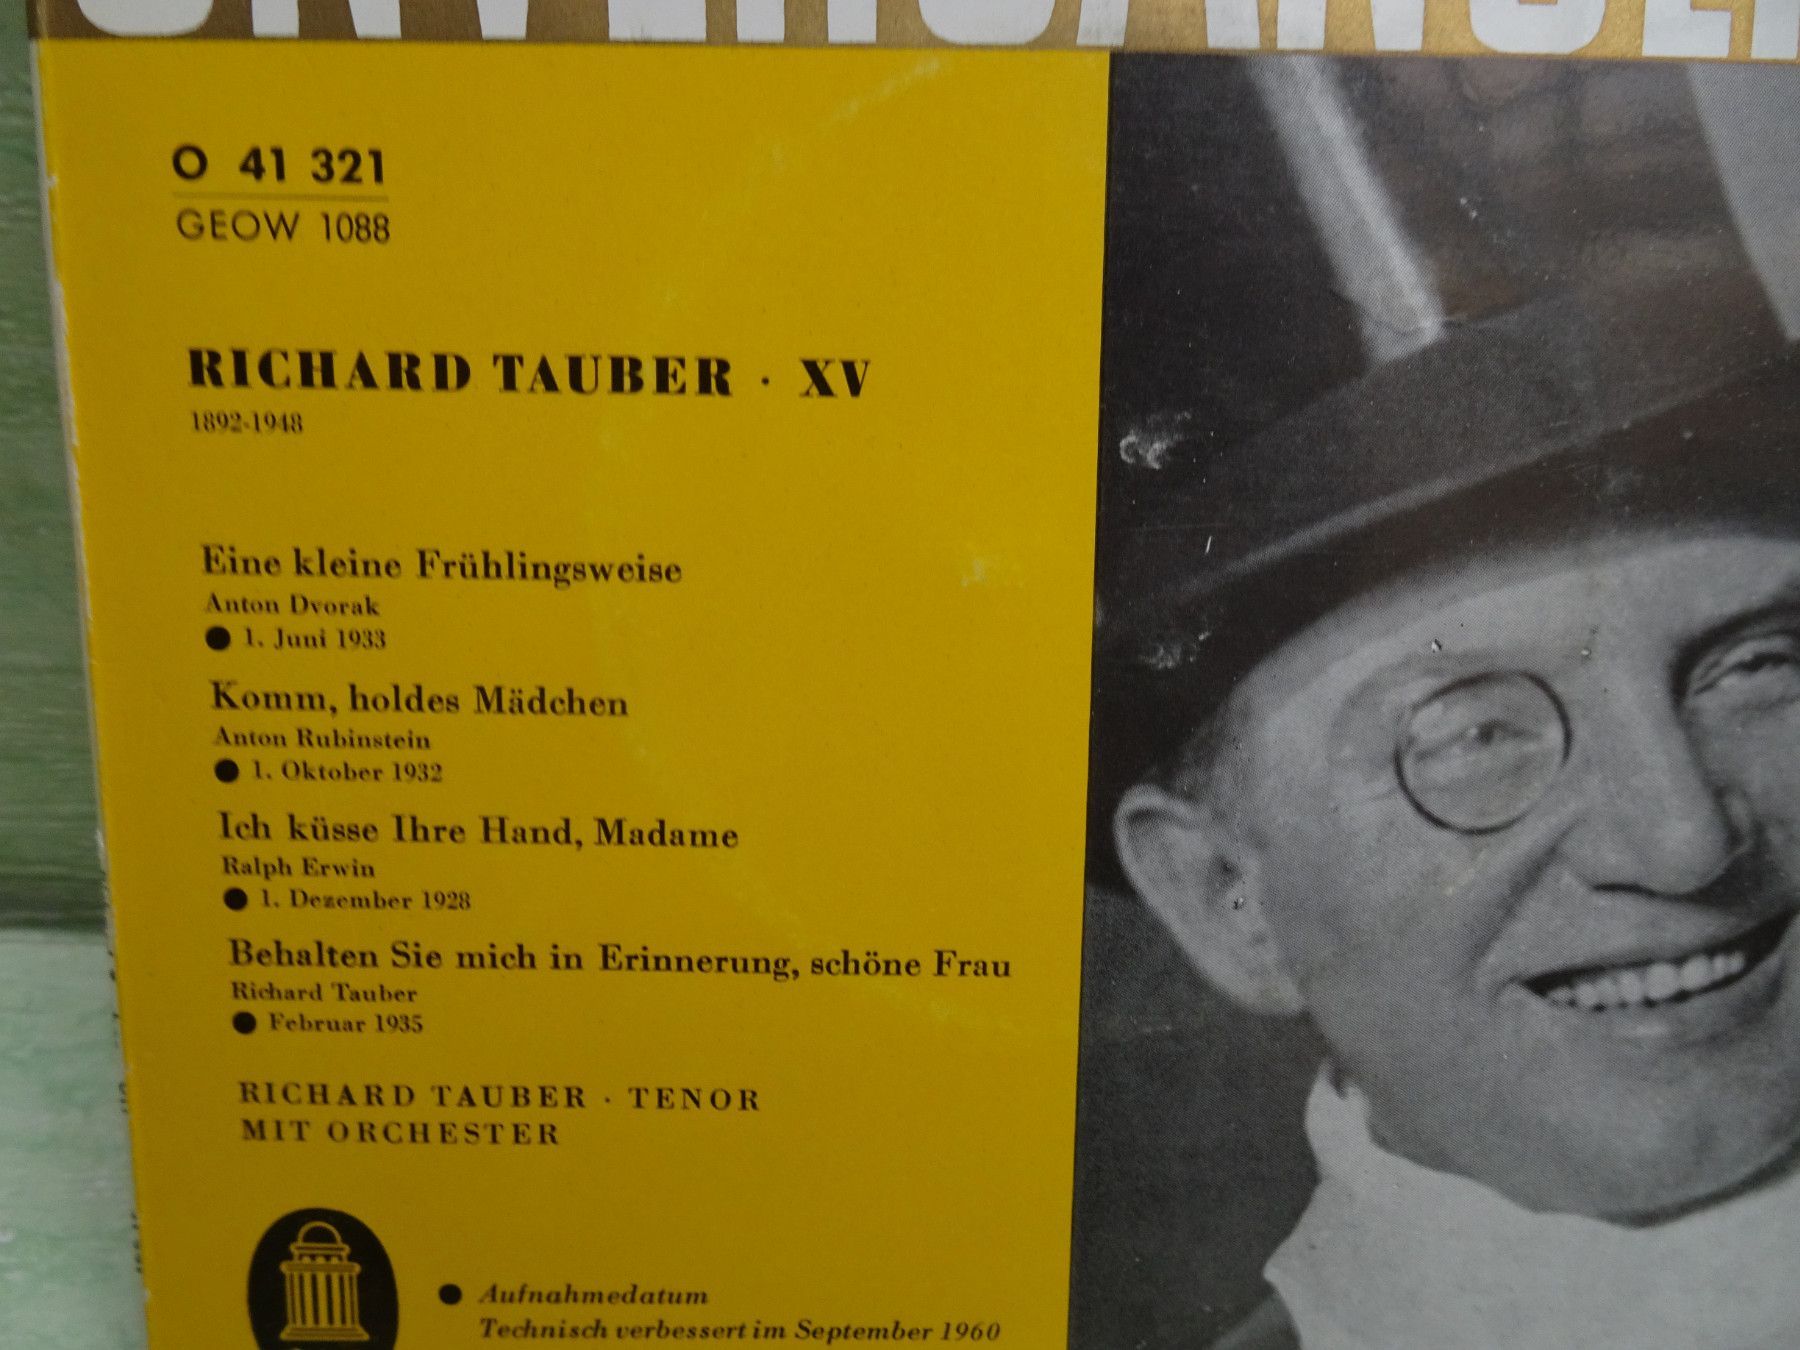 O 41 321
GEOW 1088
RICHARD TAUBER · XV
1892-1948
Eine kleine Frühlingsweise
Anton Dvorak
● 1. Juni 1933
Komm, holdes Mädchen
Anton Rubinstein
● 1. Oktober 1932
Ich küsse Ihre Hand, Madame
Ralph Erwin
● 1. Dezember 1928
Behalten Sie mich in Erinnerung, schöne Frau
Richard Tauber
● Februar 1935
RICHARD TAUBER · TENOR
MIT ORCHESTER
● Aufnahmedatum
Technisch verbessert im September 1960